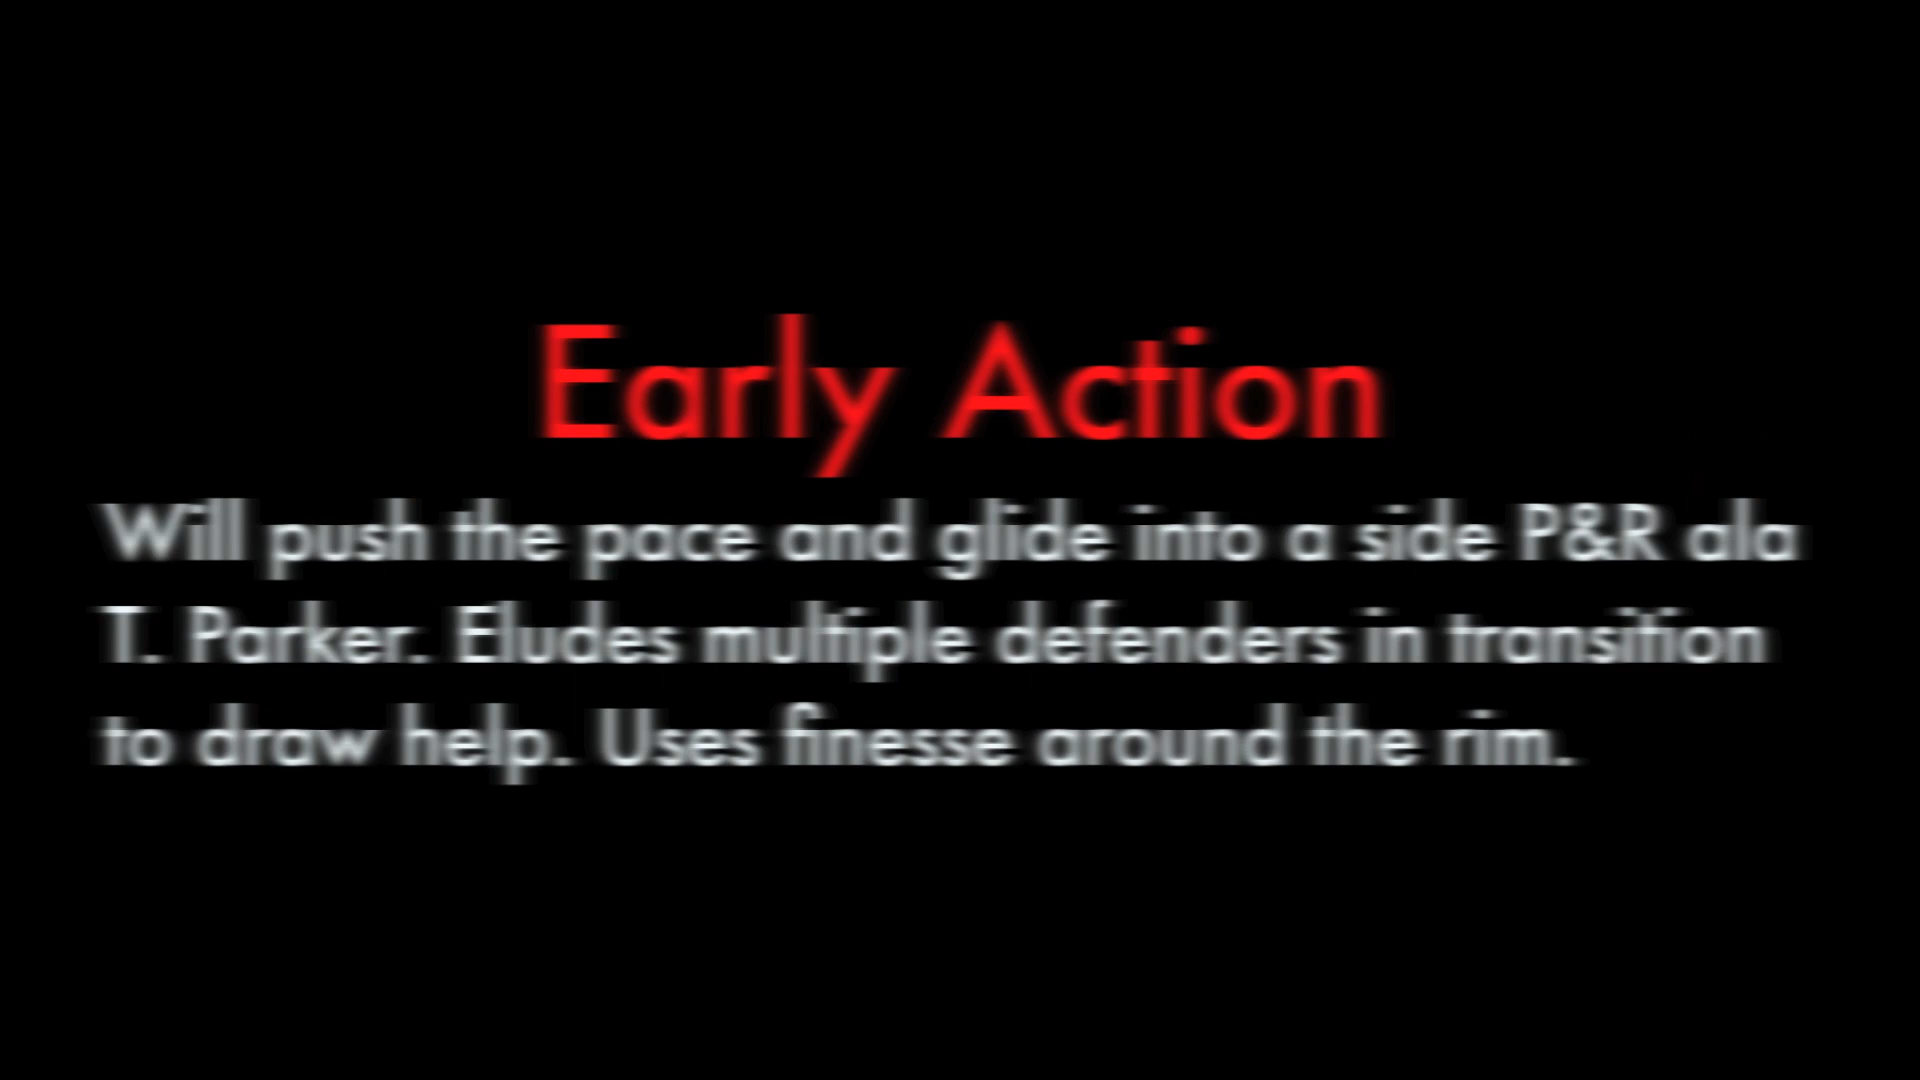 Early Action
Will push the pace and glide into a side P&R ala
T. Parker. Eludes multiple defenders in transition
to draw help. Uses finesse around the rim.